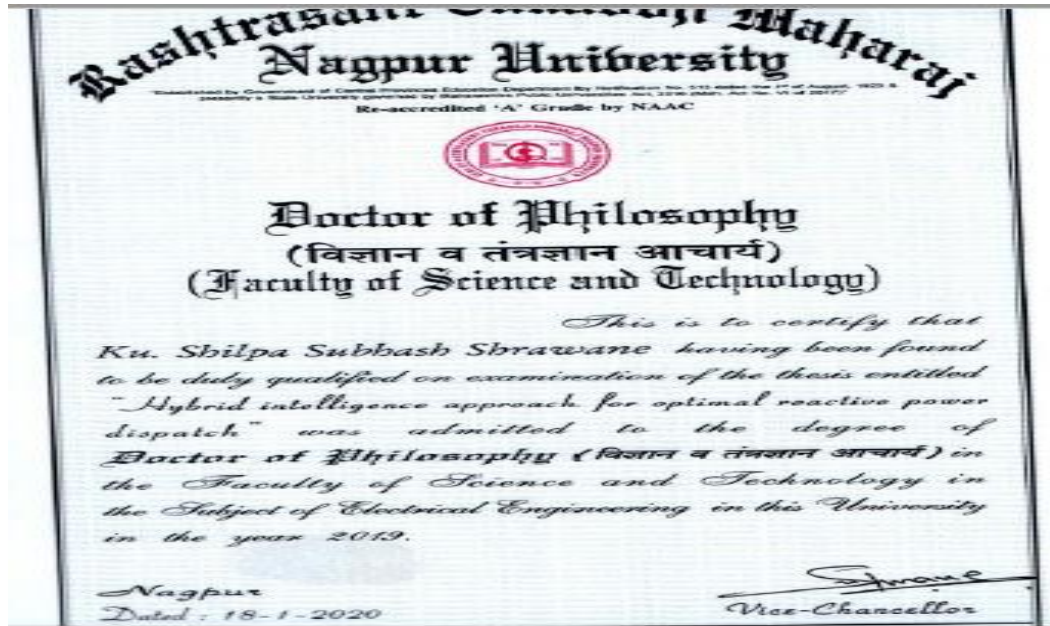 Rashtrasant Tukadoji Maharaj
Nagpur University
Re-accredited 'A' Grade by NAAC
Doctor of Philosophy
(विज्ञान व तंत्रज्ञान आचार्य)
(Faculty of Science and Technology)
This is to certify that
Ku. Shilpa Subhash Shrawane having been found
to be duly qualified on examination of the thesis entitled
"Hybrid intelligence approach for optimal reactive power
dispatch" was admitted to the degree of
Doctor of Philosophy (विज्ञान व तंत्रज्ञान आचार्य) in
the Faculty of Science and Technology in
the Subject of Electrical Engineering in this University
in the year 2019.
Nagpur
Dated : 18-1-2020
Vice-Chancellor